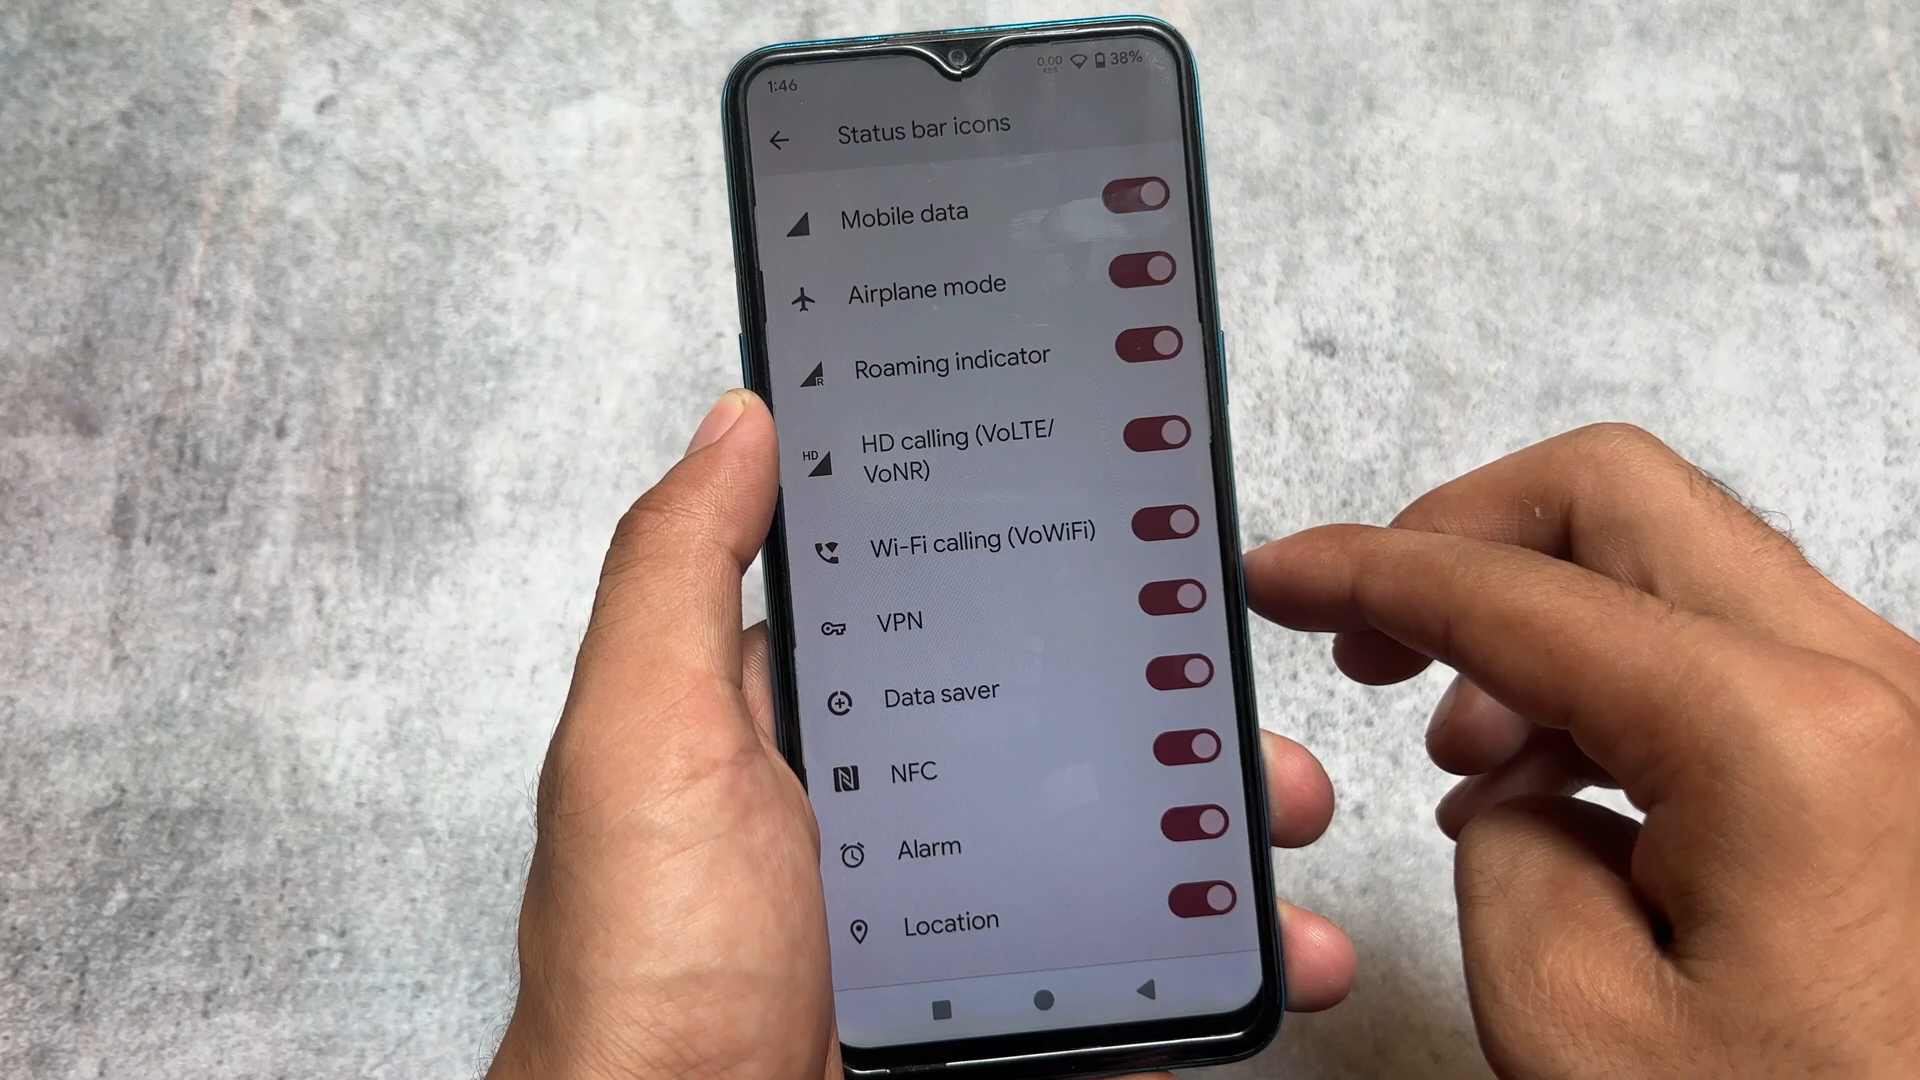 1:46
0.00
KB/S
38%
Status bar icons
Mobile data
Airplane mode
R
Roaming indicator
HD
HD calling (VoLTE/
VoNR)
Wi-Fi calling (VoWiFi)
VPN
Data saver
NFC
Alarm
Location